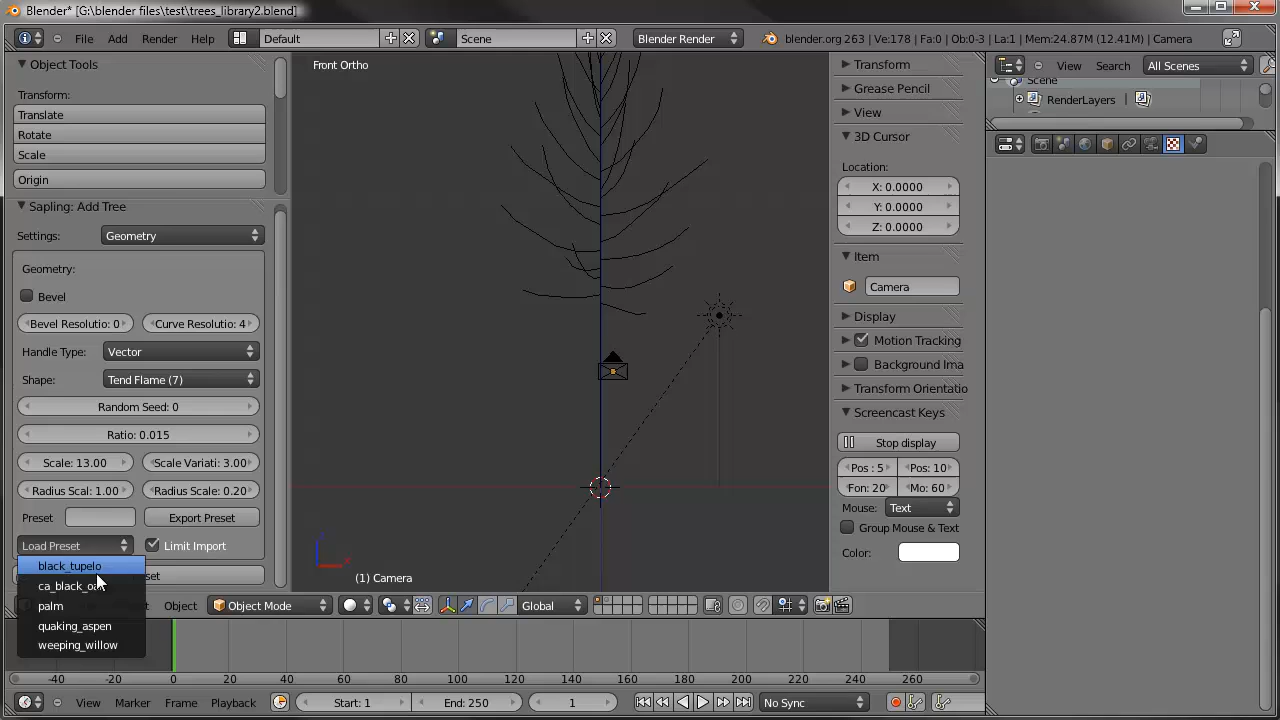 Blender* [G:\blender files\test\trees_library2.blend]
File Add Render Help Default Scene Blender Render blender.org 263 | Ve:178 | Fa:0 | Ob:0-3 | La:1 | Mem:24.87M (12.41M) | Camera
Object Tools
Transform:
Translate
Rotate
Scale
Origin
Sapling: Add Tree
Settings: Geometry
Geometry:
Bevel
Bevel Resolutio: 0 Curve Resolutio: 4
Handle Type: Vector
Shape: Tend Flame (7)
Random Seed: 0
Ratio: 0.015
Scale: 13.00 Scale Variati: 3.00
Radius Scal: 1.00 Radius Scale: 0.20
Preset Export Preset
Load Preset Limit Import
black_tupelo
ca_black_oak
palm
quaking_aspen
weeping_willow
Front Ortho
z
x
(1) Camera
Object Object Mode Global
Transform
Grease Pencil
View
3D Cursor
Location:
X: 0.0000
Y: 0.0000
Z: 0.0000
Item
Camera
Display
Motion Tracking
Background Ima
Transform Orientatio
Screencast Keys
Stop display
Pos : 5 Pos: 10
Fon: 20 Mo: 60
Mouse: Text
Group Mouse & Text
Color:
View Search All Scenes
Scene
RenderLayers
-40 -20 0 20 40 60 80 100 120 140 160 180 200 220 240 260
View Marker Frame Playback Start: 1 End: 250 1 No Sync